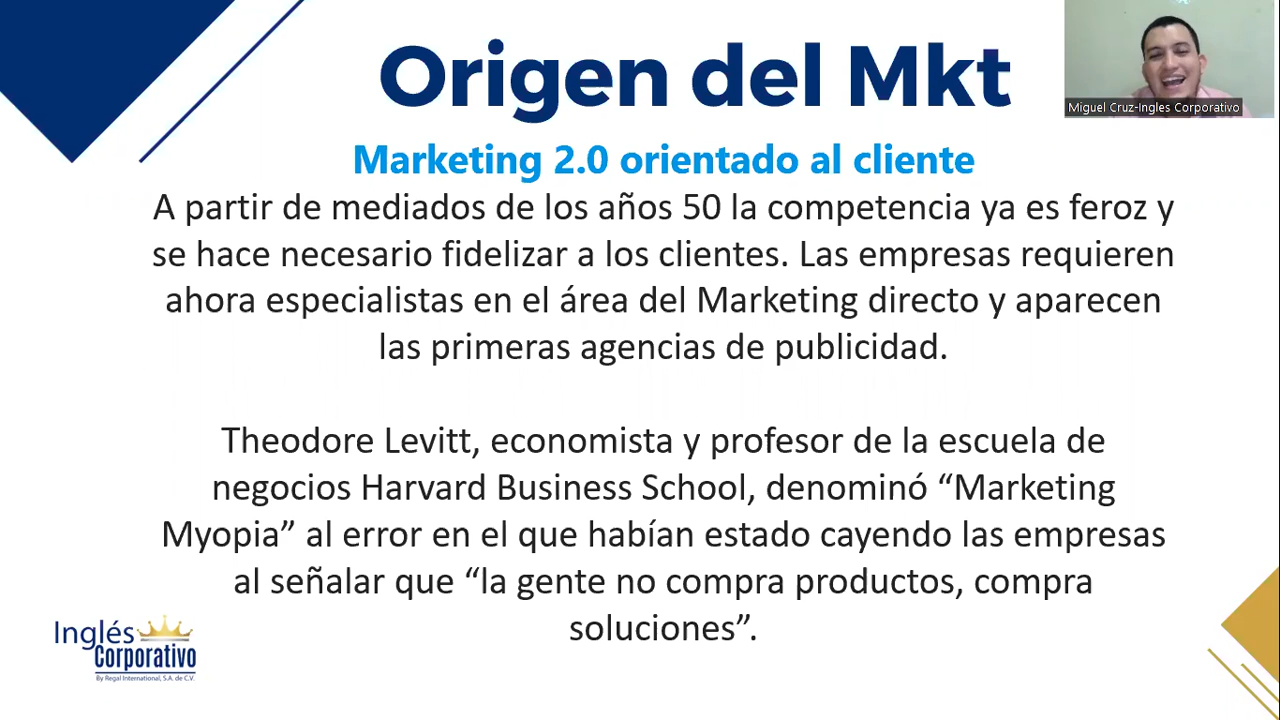 Origen del Mkt
Miguel Cruz-Ingles Corporativo
Marketing 2.0 orientado al cliente
A partir de mediados de los años 50 la competencia ya es feroz y
se hace necesario fidelizar a los clientes. Las empresas requieren
ahora especialistas en el área del Marketing directo y aparecen
las primeras agencias de publicidad.
Theodore Levitt, economista y profesor de la escuela de
negocios Harvard Business School, denominó “Marketing
Myopia” al error en el que habían estado cayendo las empresas
al señalar que “la gente no compra productos, compra
soluciones”.
Inglés
Corporativo
By Regal International, S.A. de C.V.